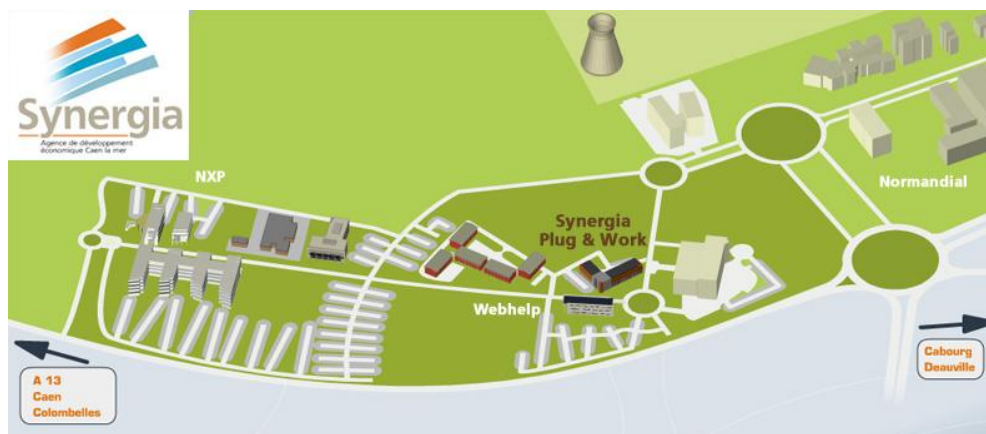 Synergia
Agence de développement
économique Caen la mer
NXP
Normandial
Synergia
Plug & Work
Webhelp
A 13
Caen
Colombelles
Cabourg
Deauville